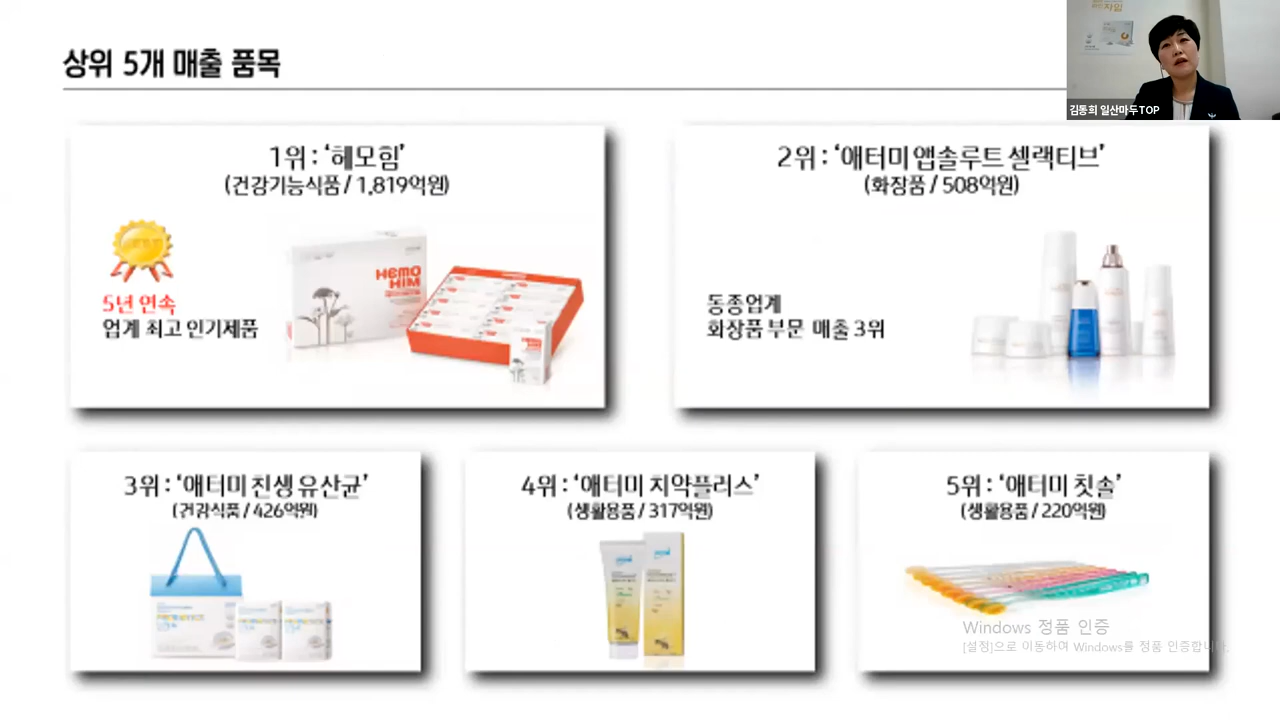 상위 5개 매출 품목
자임
김동희 일산마두TOP
1위 : ‘헤모힘’
(건강기능식품 / 1,819억원)
5년 연속
업계 최고 인기제품
HEMO
HIM
2위 : ‘애터미 앱솔루트 셀랙티브’
(화장품 / 508억원)
동종업계
화장품 부문 매출 3위
3위 : ‘애터미 친생 유산균’
(건강식품 / 426억원)
4위 : ‘애터미 치약플러스’
(생활용품 / 317억원)
5위 : ‘애터미 칫솔’
(생활용품 / 220억원)
Windows 정품 인증
[설정]으로 이동하여 Windows를 정품 인증합니다.